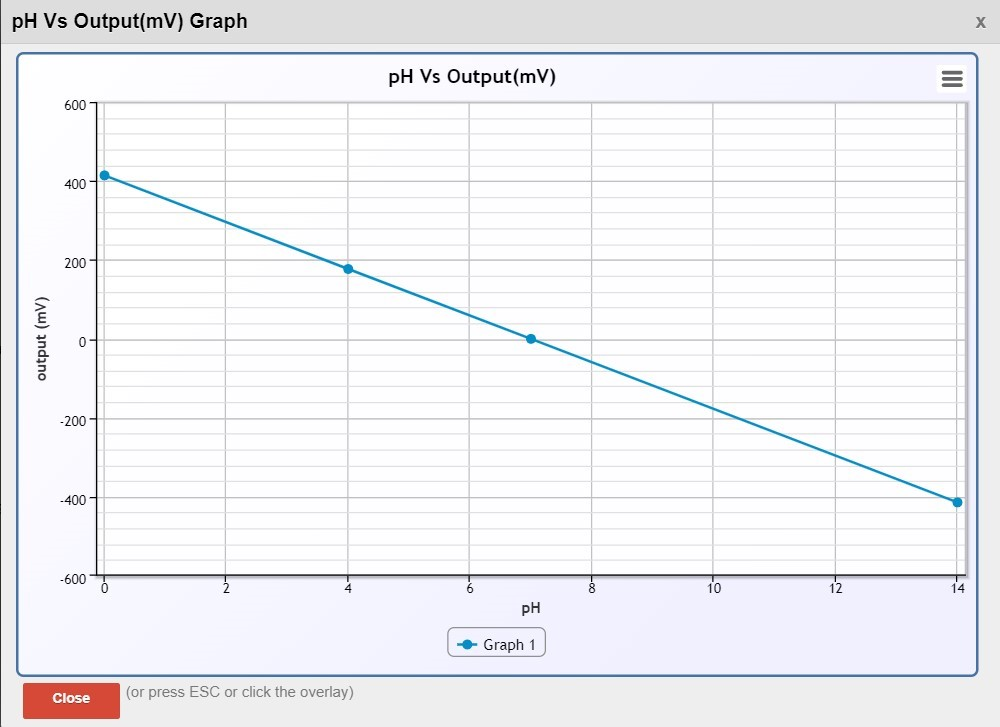 pH Vs Output(mV) Graph
x
pH Vs Output(mV)
600
400
200
0
-200
-400
-600
output (mV)
0 2 4 6 8 10 12 14
pH
Graph 1
Close
(or press ESC or click the overlay)